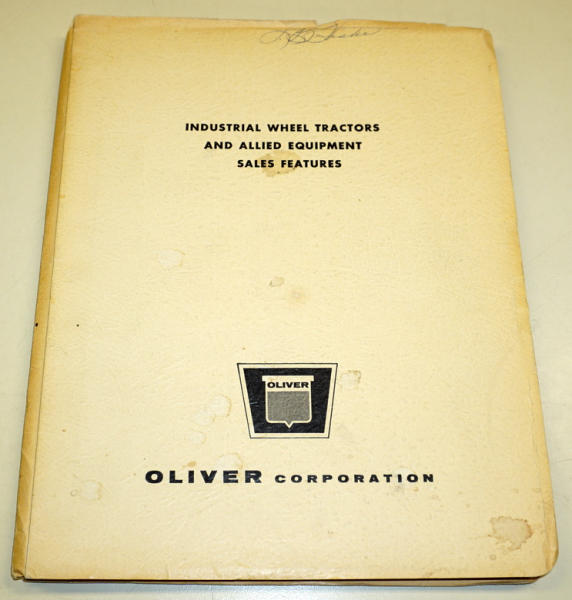 INDUSTRIAL WHEEL TRACTORS
AND ALLIED EQUIPMENT
SALES FEATURES
OLIVER
OLIVER CORPORATION